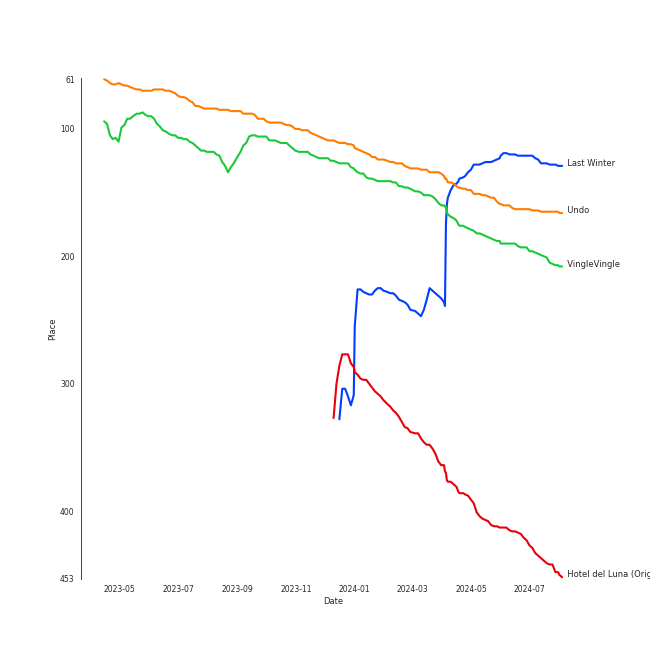 61
100
200
300
400
453
Place
2023-05
2023-07
2023-09
2023-11
2024-01
2024-03
2024-05
2024-07
Date
Last Winter
Undo
VingleVingle
Hotel del Luna (Orig